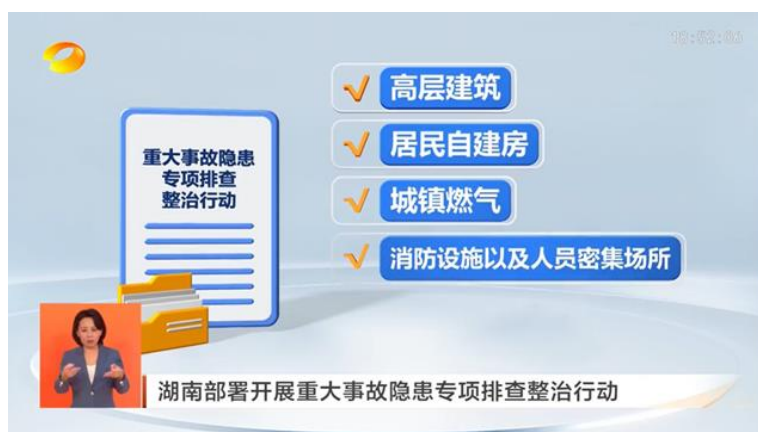 18:52:06
高层建筑
重大事故隐患
专项排查
整治行动
居民自建房
城镇燃气
消防设施以及人员密集场所
湖南部署开展重大事故隐患专项排查整治行动